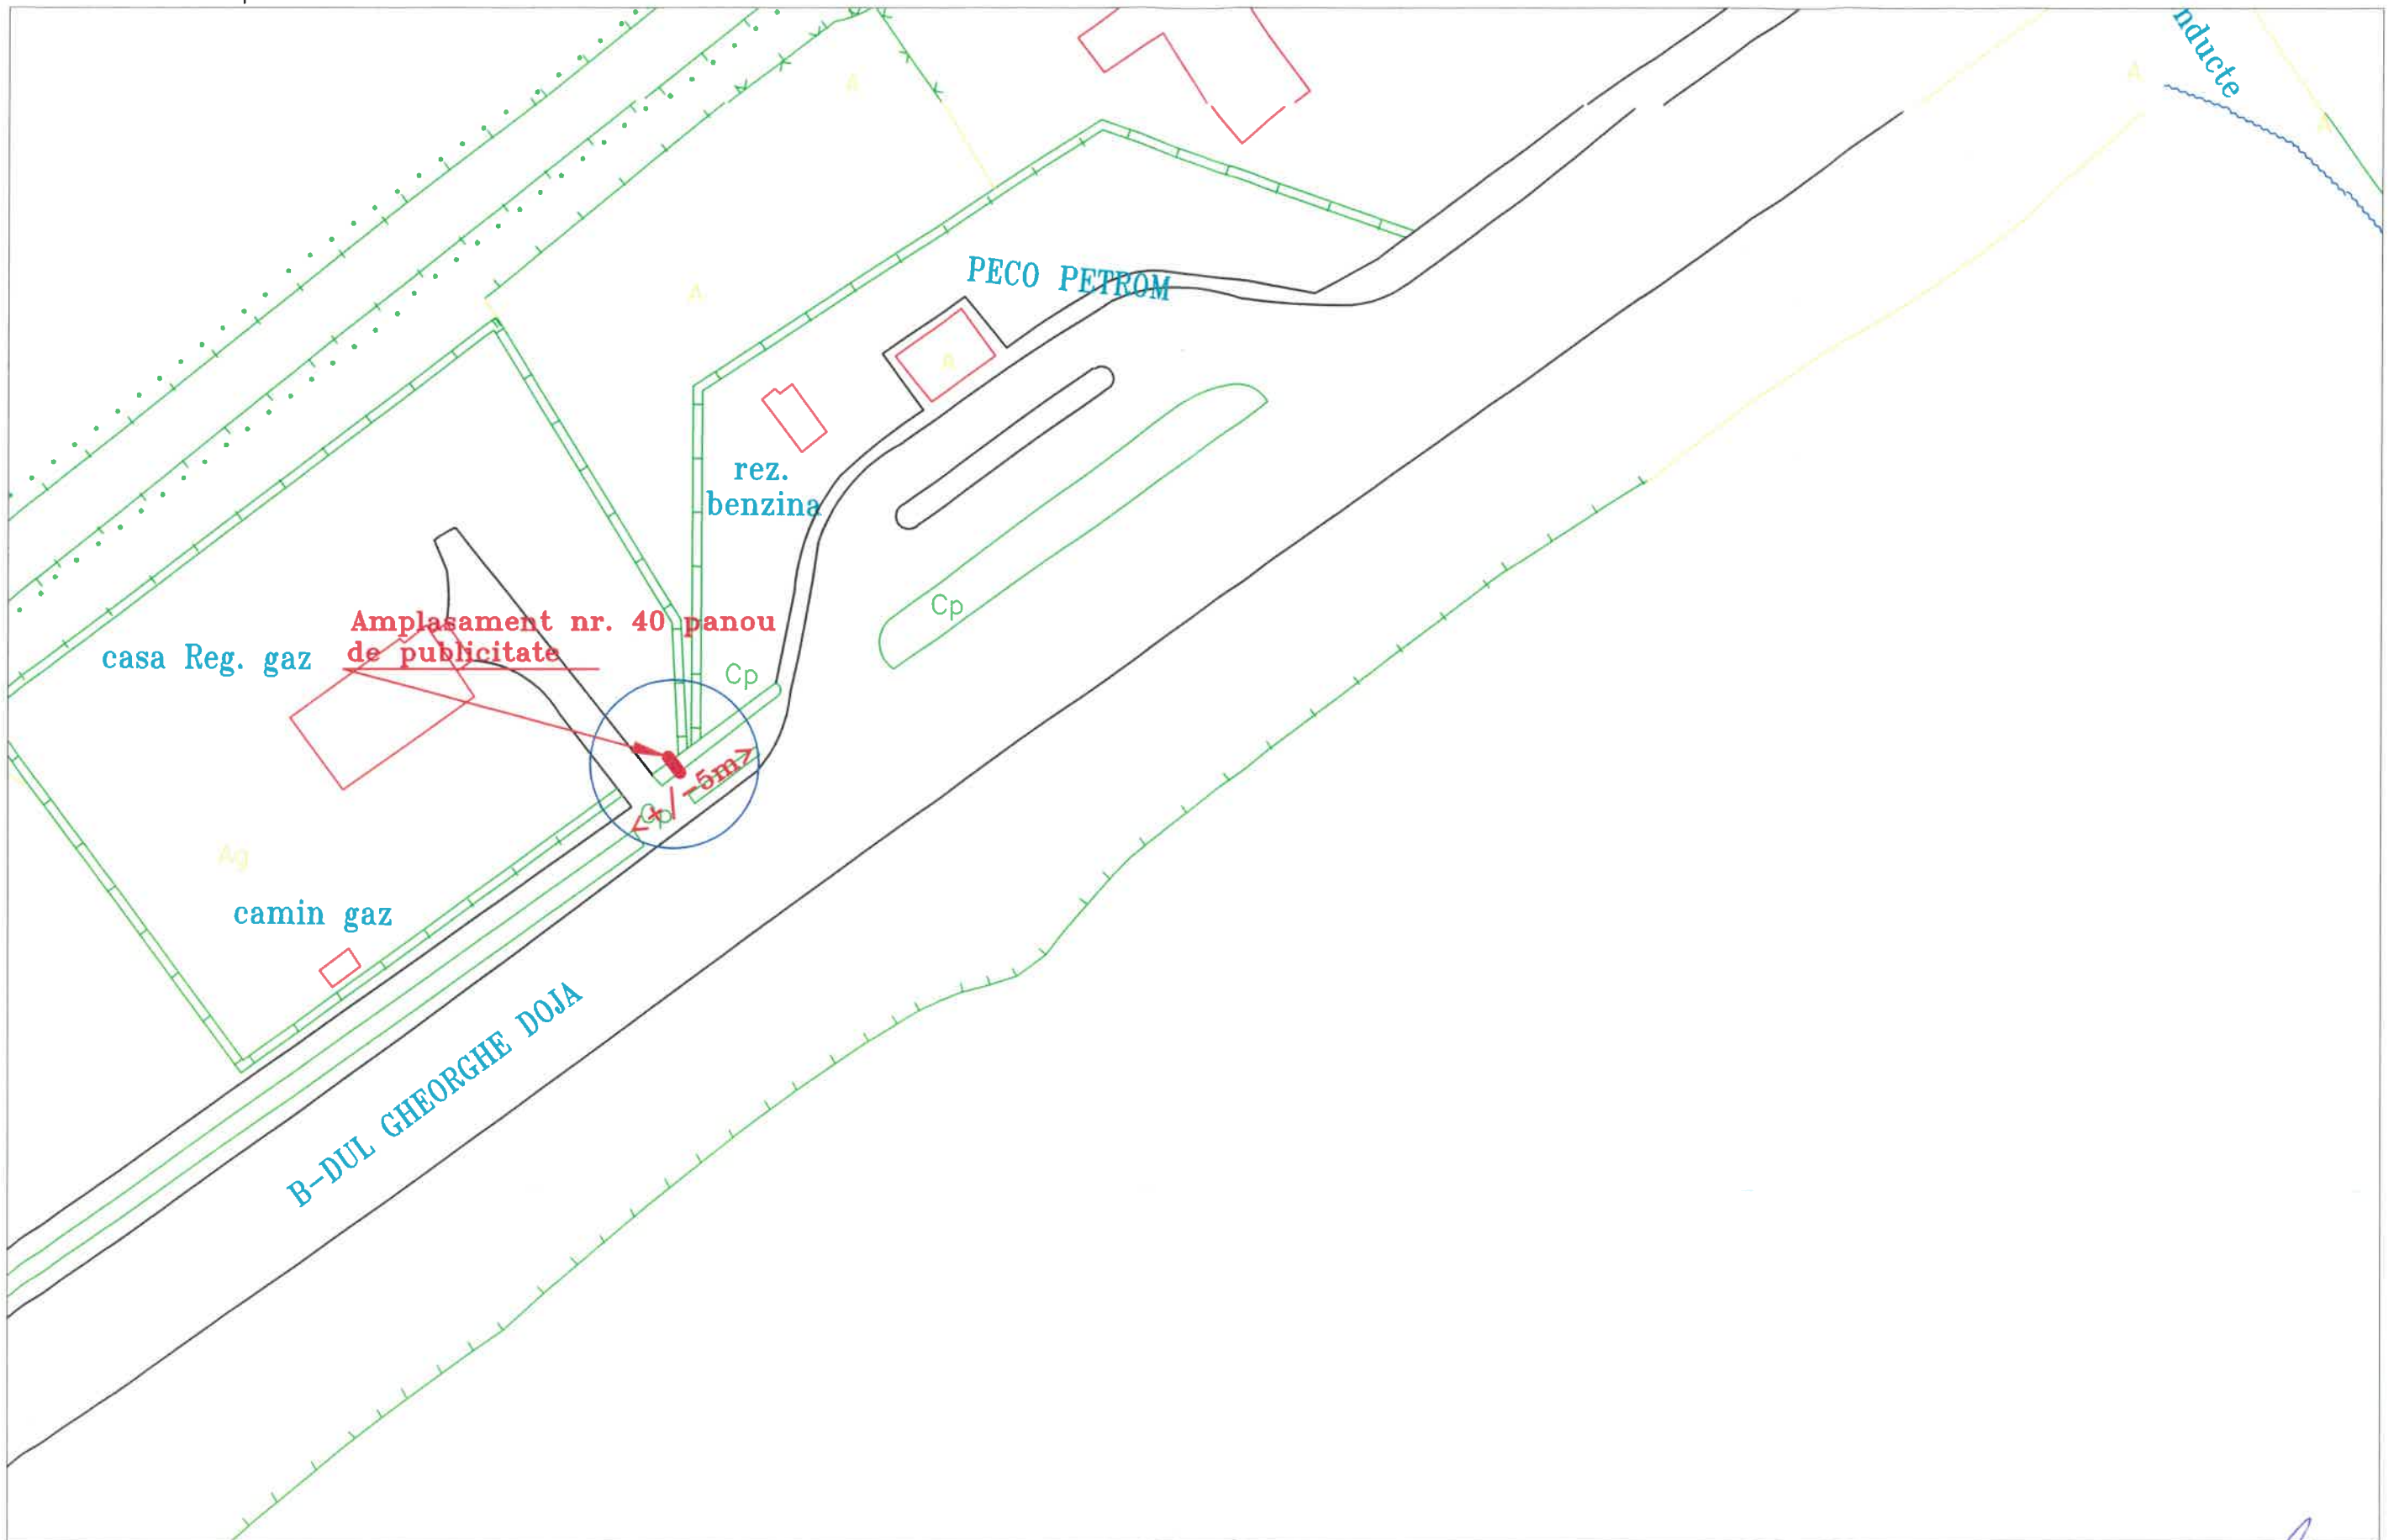 nducte
A
A
A
A
PECO PETROM
A
rez.
benzina
Cp
Amplasament nr. 40 panou
de publicitate
casa Reg. gaz
Cp
+/-5m
Cp
Ag
camin gaz
B-DUL GHEORGHE DOJA